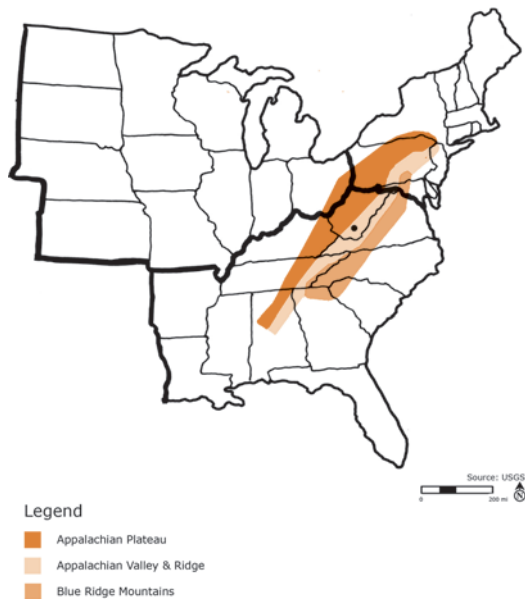 Source: USGS
0
200 mi
N
Legend
Appalachian Plateau
Appalachian Valley & Ridge
Blue Ridge Mountains